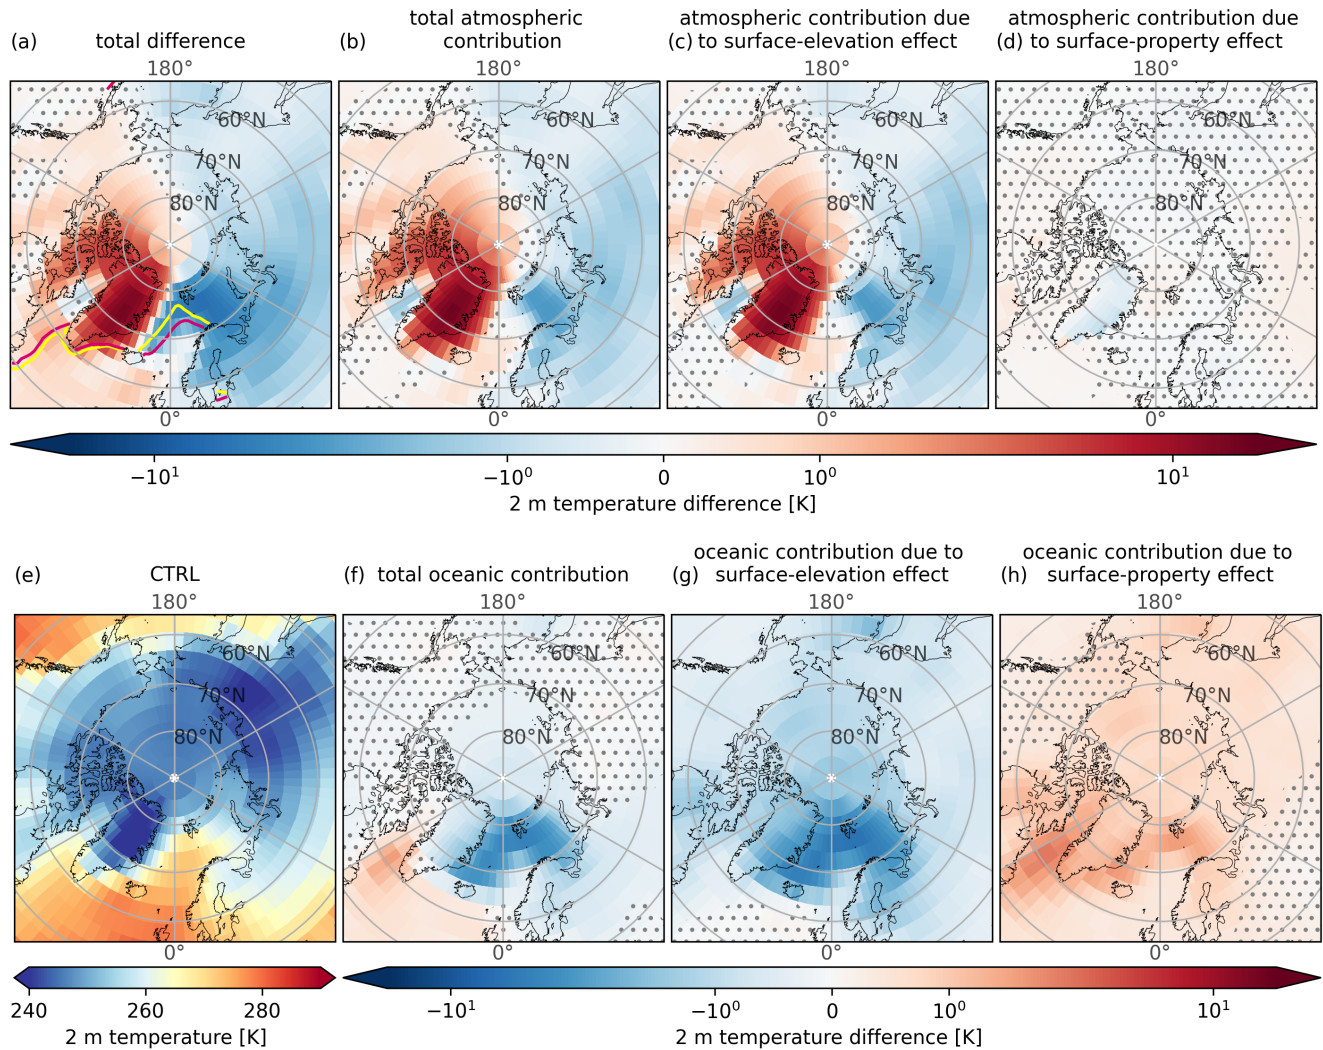 (a) total difference
180°
60°N
70°N
80°N
0°
(b) total atmospheric
contribution
180°
60°N
70°N
80°N
0°
(c) atmospheric contribution due
to surface-elevation effect
180°
60°N
70°N
80°N
0°
(d) atmospheric contribution due
to surface-property effect
180°
60°N
70°N
80°N
0°
−10¹ −10⁰ 0 10⁰ 10¹
2 m temperature difference [K]
(e) CTRL
180°
60°N
70°N
80°N
0°
(f) total oceanic contribution
180°
60°N
70°N
80°N
0°
(g) oceanic contribution due to
surface-elevation effect
180°
60°N
70°N
80°N
0°
(h) oceanic contribution due to
surface-property effect
180°
60°N
70°N
80°N
0°
240 260 280
2 m temperature [K]
−10¹ −10⁰ 0 10⁰ 10¹
2 m temperature difference [K]